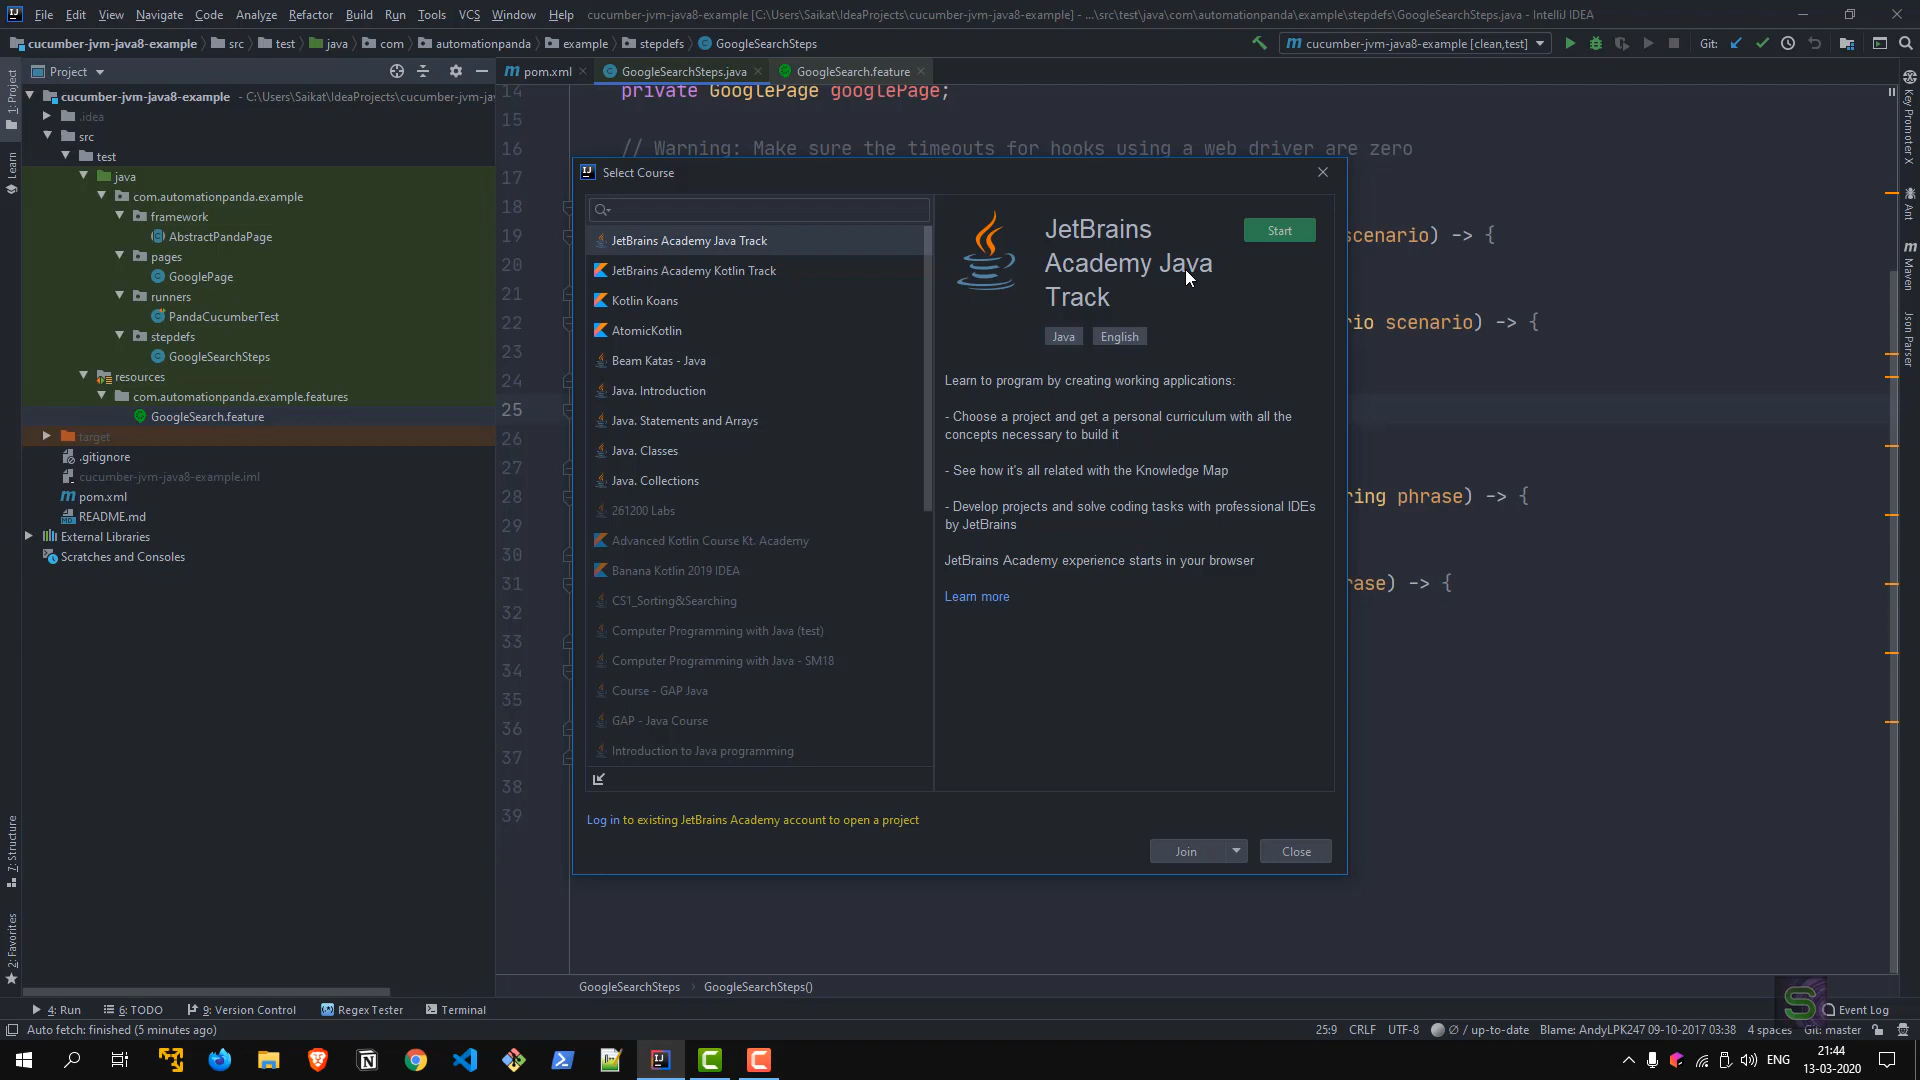 File Edit View Navigate Code Analyze Refactor Build Run Tools VCS Window Help cucumber-jvm-java8-example [C:\Users\Saikat\IdeaProjects\cucumber-jvm-java8-example] - ...\src\test\java\com\automationpanda\example\stepdefs\GoogleSearchSteps.java - IntelliJ IDEA
cucumber-jvm-java8-example src test java com automationpanda example stepdefs GoogleSearchSteps cucumber-jvm-java8-example [clean,test] Git:
Project pom.xml GoogleSearchSteps.java GoogleSearch.feature
cucumber-jvm-java8-example - C:\Users\Saikat\IdeaProjects\cucumber-jvm-ja
.idea
src
test
java
com.automationpanda.example
framework
AbstractPandaPage
pages
GooglePage
runners
PandaCucumberTest
stepdefs
GoogleSearchSteps
resources
com.automationpanda.example.features
GoogleSearch.feature
target
.gitignore
cucumber-jvm-java8-example.iml
pom.xml
README.md
External Libraries
Scratches and Consoles
1: Project
Learn
7: Structure
2: Favorites
14 private GooglePage googlePage;
15
16 // Warning: Make sure the timeouts for hooks using a web driver are zero
17
18
19 scenario) -> {
20
21
22 rio scenario) -> {
23
24
25
26
27
28 ring phrase) -> {
29
30
31 rase) -> {
32
33
34
35
36
37
38
39
Select Course
JetBrains Academy Java Track
JetBrains Academy Kotlin Track
Kotlin Koans
AtomicKotlin
Beam Katas - Java
Java. Introduction
Java. Statements and Arrays
Java. Classes
Java. Collections
261200 Labs
Advanced Kotlin Course Kt. Academy
Banana Kotlin 2019 IDEA
CS1_Sorting&Searching
Computer Programming with Java (test)
Computer Programming with Java - SM18
Course - GAP Java
GAP - Java Course
Introduction to Java programming
JetBrains
Academy Java
Track
Start
Java English
Learn to program by creating working applications:
- Choose a project and get a personal curriculum with all the
concepts necessary to build it
- See how it's all related with the Knowledge Map
- Develop projects and solve coding tasks with professional IDEs
by JetBrains
JetBrains Academy experience starts in your browser
Learn more
Log in to existing JetBrains Academy account to open a project
Join Close
Key Promoter X
Ant
Maven
Json Parser
GoogleSearchSteps GoogleSearchSteps()
4: Run 6: TODO 9: Version Control Regex Tester Terminal Event Log
Auto fetch: finished (5 minutes ago) 25:9 CRLF UTF-8 Ø / up-to-date Blame: AndyLPK247 09-10-2017 03:38 4 spaces Git: master
ENG 21:44
13-03-2020